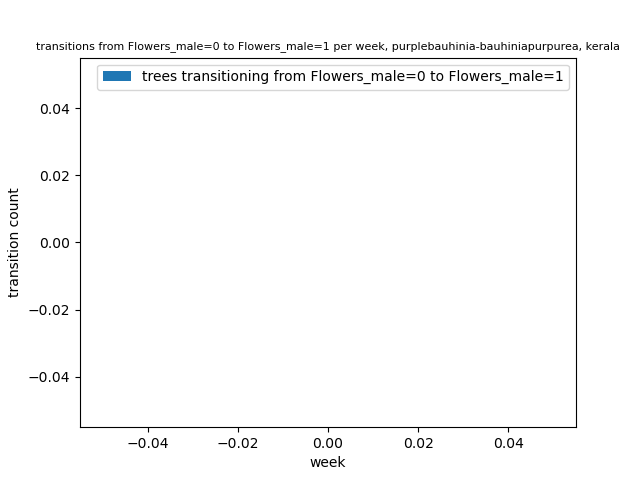 transitions from Flowers_male=0 to Flowers_male=1 per week, purplebauhinia-bauhiniapurpurea, kerala
trees transitioning from Flowers_male=0 to Flowers_male=1
transition count
0.04
0.02
0.00
−0.02
−0.04
−0.04 −0.02 0.00 0.02 0.04
week